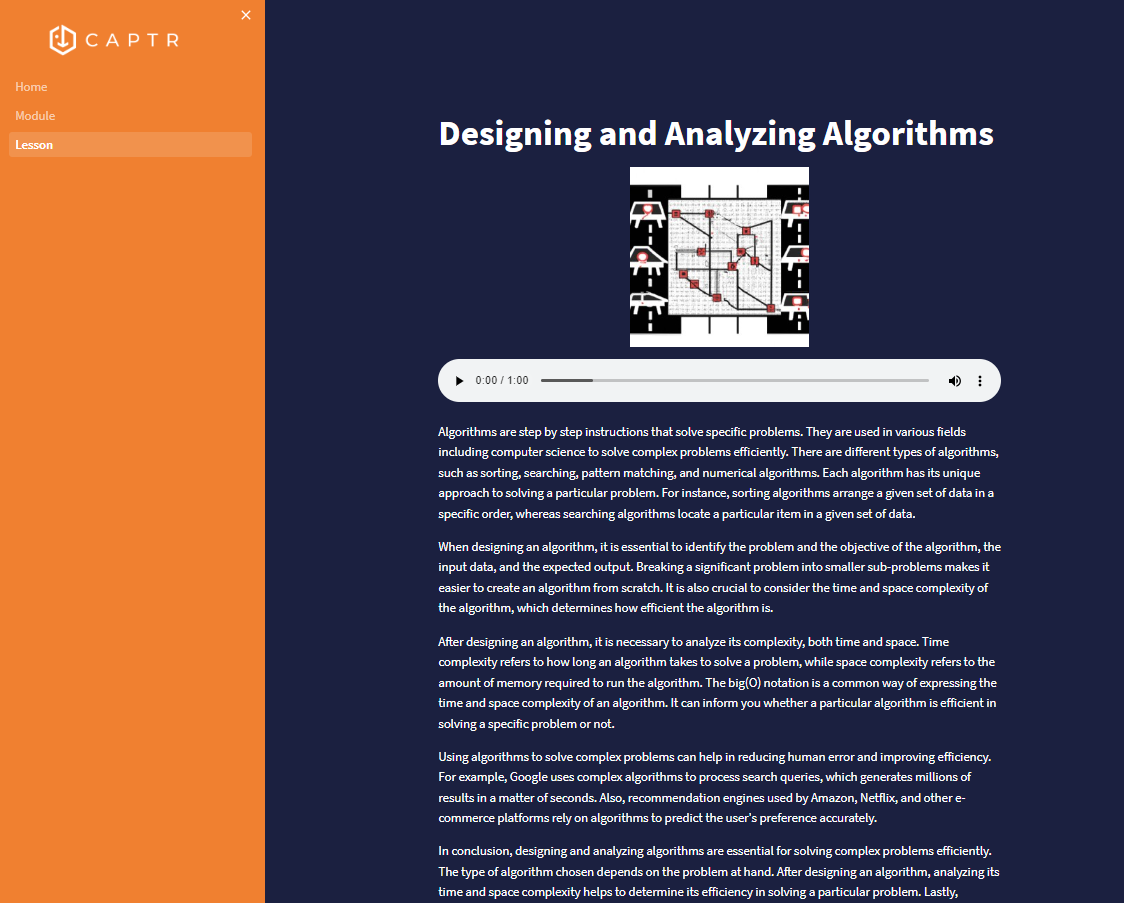 CAPTR
Home
Module
Lesson
Designing and Analyzing Algorithms
0:00 / 1:00
Algorithms are step by step instructions that solve specific problems. They are used in various fields
including computer science to solve complex problems efficiently. There are different types of algorithms,
such as sorting, searching, pattern matching, and numerical algorithms. Each algorithm has its unique
approach to solving a particular problem. For instance, sorting algorithms arrange a given set of data in a
specific order, whereas searching algorithms locate a particular item in a given set of data.
When designing an algorithm, it is essential to identify the problem and the objective of the algorithm, the
input data, and the expected output. Breaking a significant problem into smaller sub-problems makes it
easier to create an algorithm from scratch. It is also crucial to consider the time and space complexity of
the algorithm, which determines how efficient the algorithm is.
After designing an algorithm, it is necessary to analyze its complexity, both time and space. Time
complexity refers to how long an algorithm takes to solve a problem, while space complexity refers to the
amount of memory required to run the algorithm. The big(O) notation is a common way of expressing the
time and space complexity of an algorithm. It can inform you whether a particular algorithm is efficient in
solving a specific problem or not.
Using algorithms to solve complex problems can help in reducing human error and improving efficiency.
For example, Google uses complex algorithms to process search queries, which generates millions of
results in a matter of seconds. Also, recommendation engines used by Amazon, Netflix, and other e-
commerce platforms rely on algorithms to predict the user's preference accurately.
In conclusion, designing and analyzing algorithms are essential for solving complex problems efficiently.
The type of algorithm chosen depends on the problem at hand. After designing an algorithm, analyzing its
time and space complexity helps to determine its efficiency in solving a particular problem. Lastly,